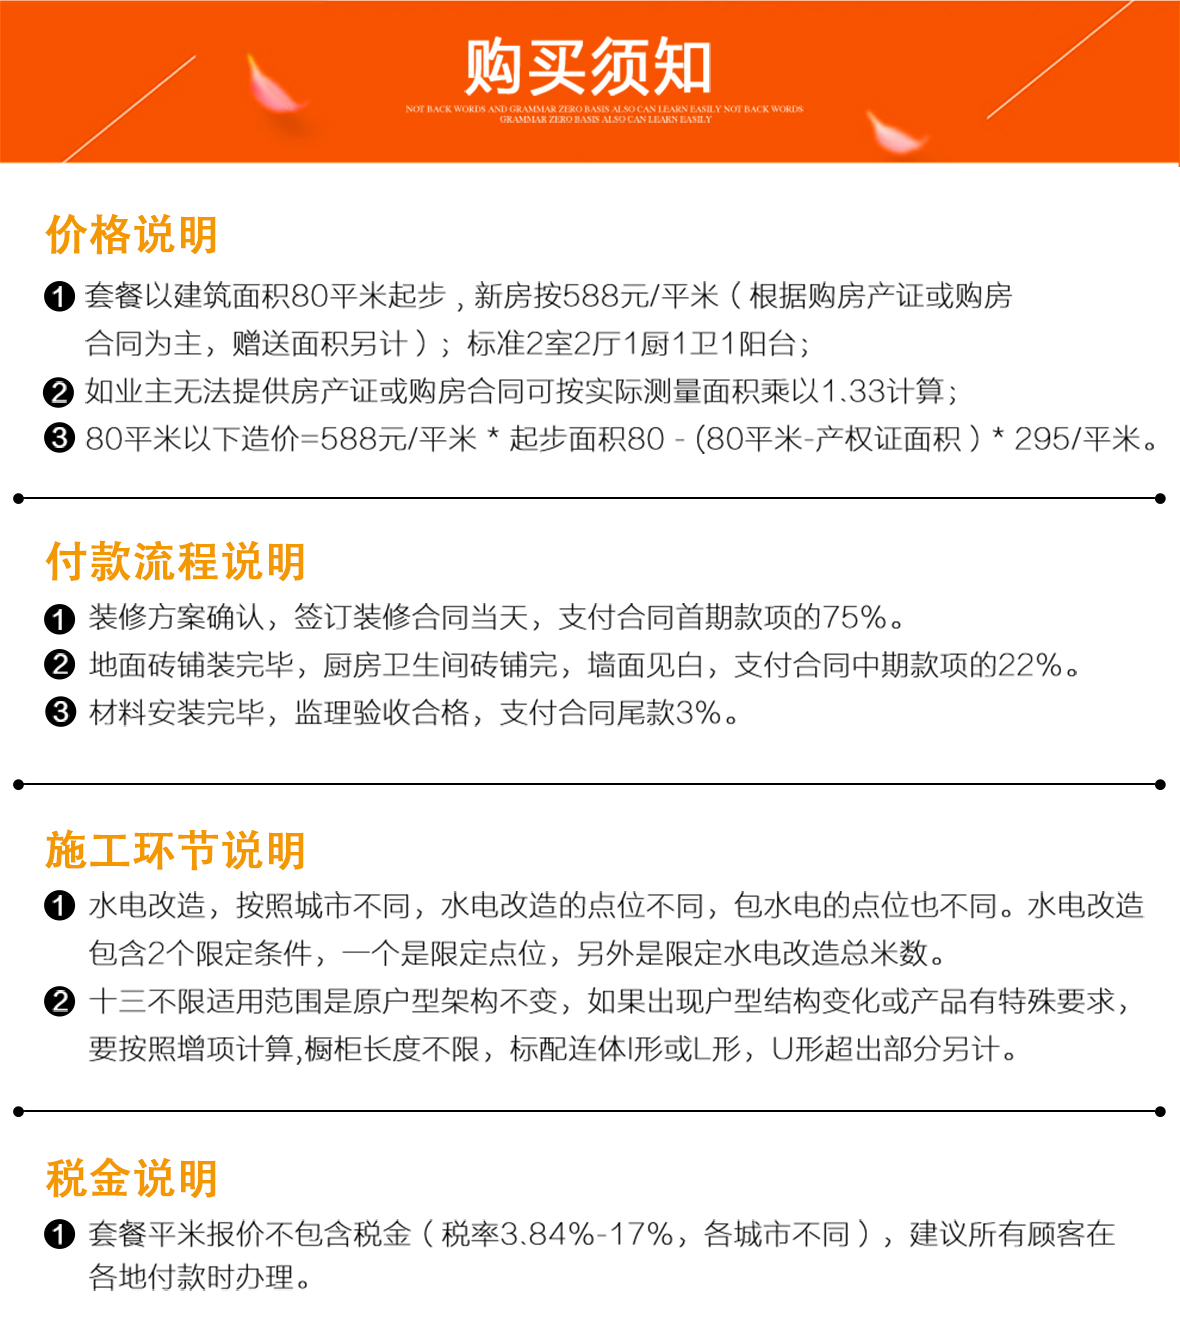 购买须知
NOT BACK WORDS AND GRAMMAR ZERO BASIS ALSO CAN LEARN EASILY NOT BACK WORDS
GRAMMAR ZERO BASIS ALSO CAN LEARN EASILY
价格说明
1 套餐以建筑面积80平米起步，新房按588元/平米（根据购房产证或购房
合同为主，赠送面积另计）；标准2室2厅1厨1卫1阳台；
2 如业主无法提供房产证或购房合同可按实际测量面积乘以1.33计算；
3 80平米以下造价=588元/平米 * 起步面积80 - (80平米-产权证面积）* 295/平米。
付款流程说明
1 装修方案确认，签订装修合同当天，支付合同首期款项的75%。
2 地面砖铺装完毕，厨房卫生间砖铺完，墙面见白，支付合同中期款项的22%。
3 材料安装完毕，监理验收合格，支付合同尾款3%。
施工环节说明
1 水电改造，按照城市不同，水电改造的点位不同，包水电的点位也不同。水电改造
包含2个限定条件，一个是限定点位，另外是限定水电改造总米数。
2 十三不限适用范围是原户型架构不变，如果出现户型结构变化或产品有特殊要求，
要按照增项计算,橱柜长度不限，标配连体I形或L形，U形超出部分另计。
税金说明
1 套餐平米报价不包含税金（税率3.84%-17%，各城市不同），建议所有顾客在
各地付款时办理。